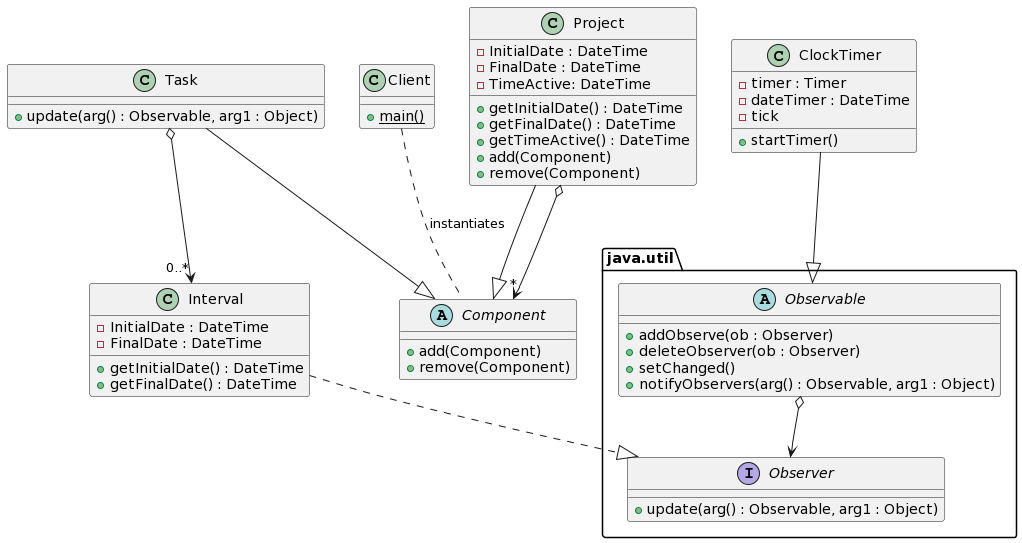 C Task
update(arg() : Observable, arg1 : Object)
C Client
main()
C Project
InitialDate : DateTime
FinalDate : DateTime
TimeActive: DateTime
getInitialDate() : DateTime
getFinalDate() : DateTime
getTimeActive() : DateTime
add(Component)
remove(Component)
C ClockTimer
timer : Timer
dateTimer : DateTime
tick
startTimer()
instantiates
0..*
*
C Interval
InitialDate : DateTime
FinalDate : DateTime
getInitialDate() : DateTime
getFinalDate() : DateTime
A Component
add(Component)
remove(Component)
java.util
A Observable
addObserve(ob : Observer)
deleteObserver(ob : Observer)
setChanged()
notifyObservers(arg() : Observable, arg1 : Object)
I Observer
update(arg() : Observable, arg1 : Object)